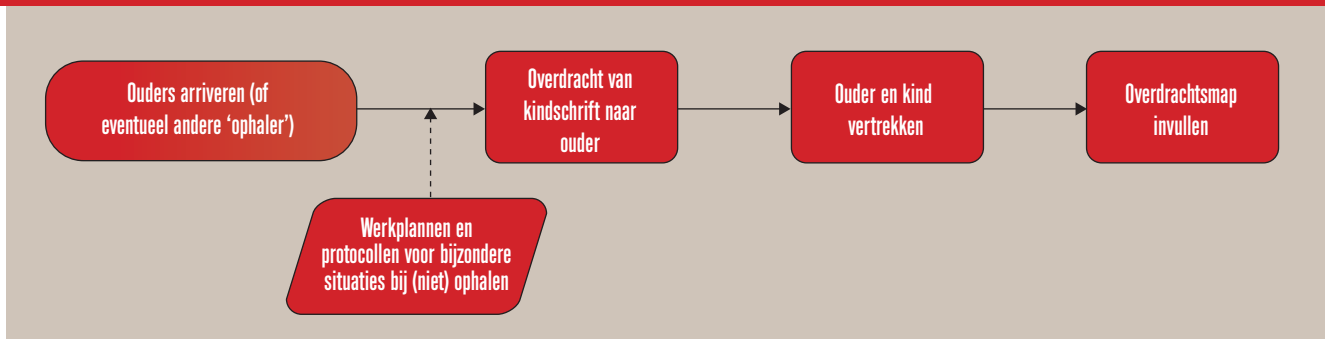 Ouders arriveren (of
eventueel andere ‘ophaler’)
Overdracht van
kindschrift naar
ouder
Ouder en kind
vertrekken
Overdrachtsmap
invullen
Werkplannen en
protocollen voor bijzondere
situaties bij (niet) ophalen